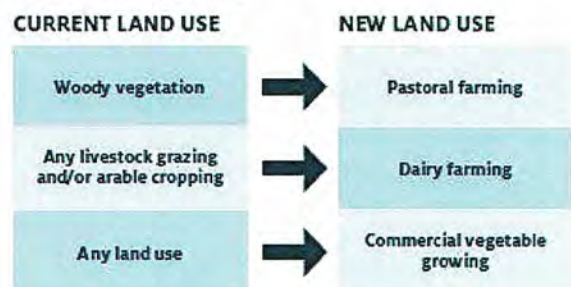 CURRENT LAND USE
NEW LAND USE
Woody vegetation
Pastoral farming
Any livestock grazing
and/or arable cropping
Dairy farming
Any land use
Commercial vegetable
growing